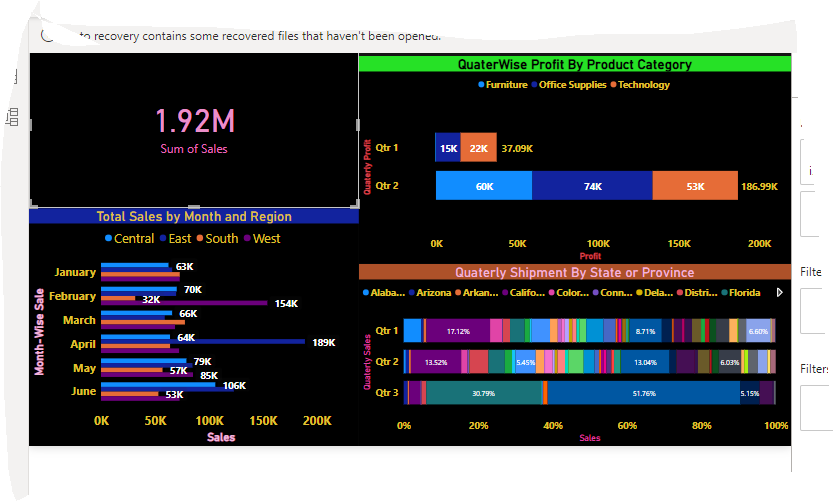 to recovery contains some recovered files that haven't been opened.
1.92M
Sum of Sales
QuaterWise Profit By Product Category
Furniture Office Supplies Technology
Quaterly Profit
Qtr 1 15K 22K 37.09K
Qtr 2 60K 74K 53K 186.99K
0K 50K 100K 150K 200K
Profit
Total Sales by Month and Region
Central East South West
Month-Wise Sale
January 63K
February 70K 32K 154K
March 66K
April 64K 189K
May 79K 57K 85K
June 106K 53K
0K 50K 100K 150K 200K
Sales
Quaterly Shipment By State or Province
Alaba... Arizona Arkan... Califo... Color... Conn... Dela... Distri... Florida
Quaterly Sales
Qtr 1 17.12% 8.71% 6.60%
Qtr 2 13.52% 5.45% 13.04% 6.03%
Qtr 3 30.79% 51.76% 5.15%
0% 20% 40% 60% 80% 100%
Sales
Filte
Filters